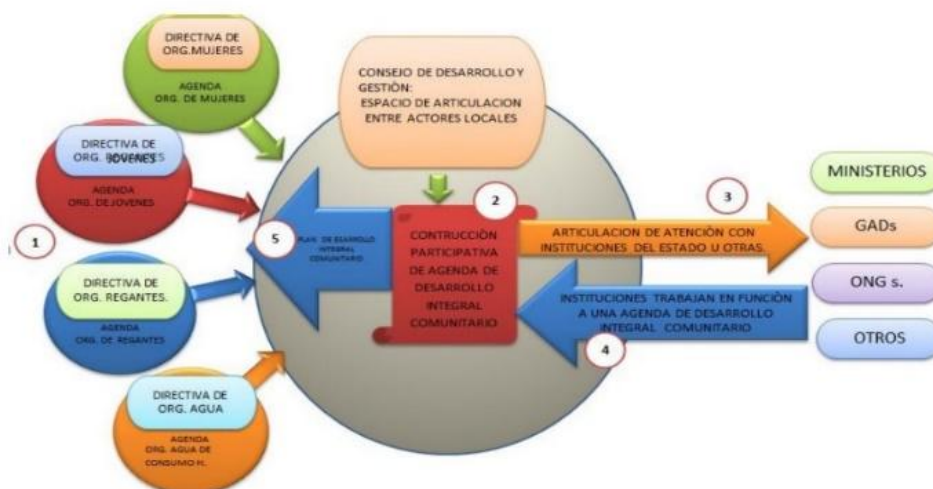 DIRECTIVA DE
ORG.MUJERES
AGENDA
ORG. DE MUJERES
DIRECTIVA DE
ORG. REGANTES
JOVENES
AGENDA
ORG. DE JOVENES
1
DIRECTIVA DE
ORG. REGANTES.
AGENDA
ORG. DE REGANTES
DIRECTIVA DE
ORG. AGUA
AGENDA
ORG. AGUA DE
CONSUMO H.
CONSEJO DE DESARROLLO Y
GESTIÒN:
ESPACIO DE ARTICULACION
ENTRE ACTORES LOCALES
5
PLAN DE DSARROLLO
INTEGRAL
COMUNITARIO
2
CONTRUCCIÒN
PARTICIPATIVA
DE AGENDA DE
DESARROLLO
INTEGRAL
COMUNITARIO
3
ARTICULACION DE ATENCIÒN CON
INSTITUCIONES DEL ESTADO U OTRAS.
INSTITUCIONES TRABAJAN EN FUNCIÒN
A UNA AGENDA DE DESARROLLO
INTEGRAL COMUNITARIO
4
MINISTERIOS
GADs
ONG s.
OTROS